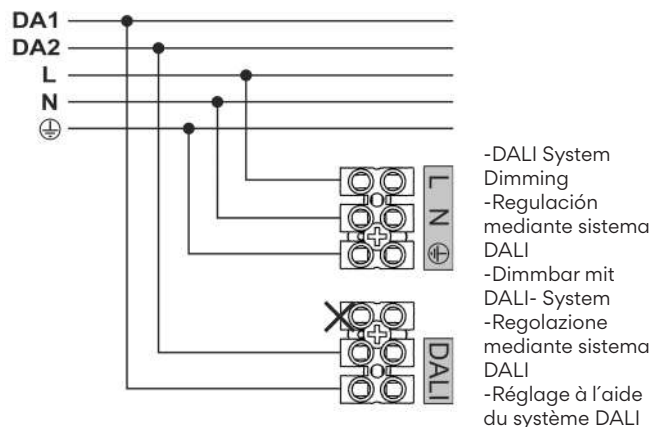 DA1
DA2
L
N
L
N
DALI
-DALI System
Dimming
-Regulación
mediante sistema
DALI
-Dimmbar mit
DALI- System
-Regolazione
mediante sistema
DALI
-Réglage à l´aide
du système DALI